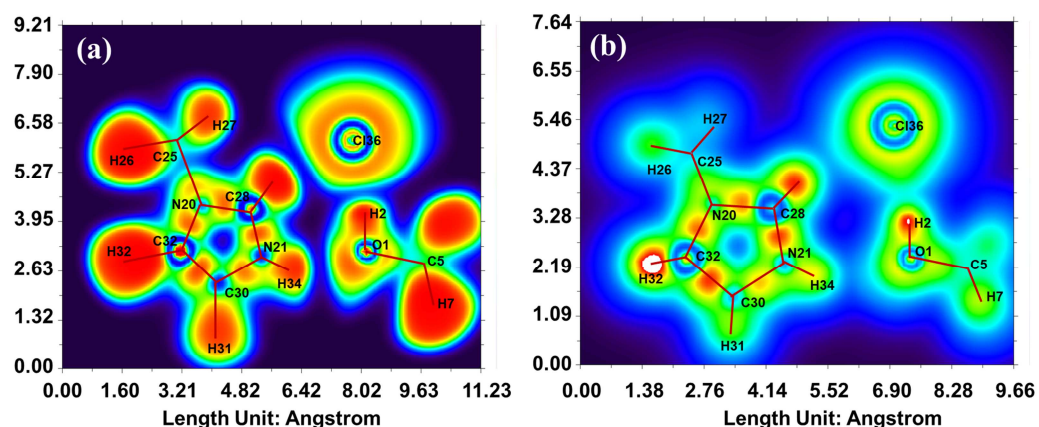 (a)
9.21
7.90
6.58
5.27
3.95
2.63
1.32
0.00
H27
H26
C25
Cl36
N20
C28
H2
H32
C32
N21
O1
C5
H34
C30
H7
H31
0.00 1.60 3.21 4.82 6.42 8.02 9.63 11.23
Length Unit: Angstrom
(b)
7.64
6.55
5.46
4.37
3.28
2.19
1.09
0.00
H27
Cl36
C25
H26
N20
C28
H2
N21
O1
C32
C5
H32
H34
C30
H7
H31
0.00 1.38 2.76 4.14 5.52 6.90 8.28 9.66
Length Unit: Angstrom